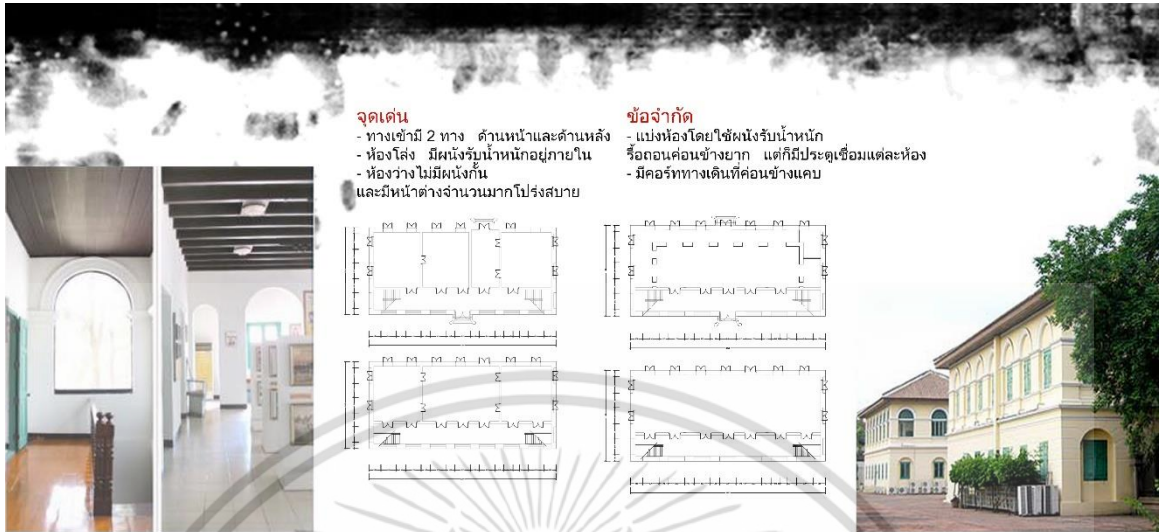 จุดเด่น
- ทางเข้ามี 2 ทาง ด้านหน้าและด้านหลัง
- ห้องโล่ง มีผนังรับน้ำหนักอยู่ภายใน
- ห้องว่างไม่มีผนังกั้น
และมีหน้าต่างจำนวนมากโปร่งสบาย
ข้อจำกัด
- แบ่งห้องโดยใช้ผนังรับน้ำหนัก
รื้อถอนค่อนข้างยาก แต่ก็มีประตูเชื่อมแต่ละห้อง
- มีคอร์ททางเดินที่ค่อนข้างแคบ